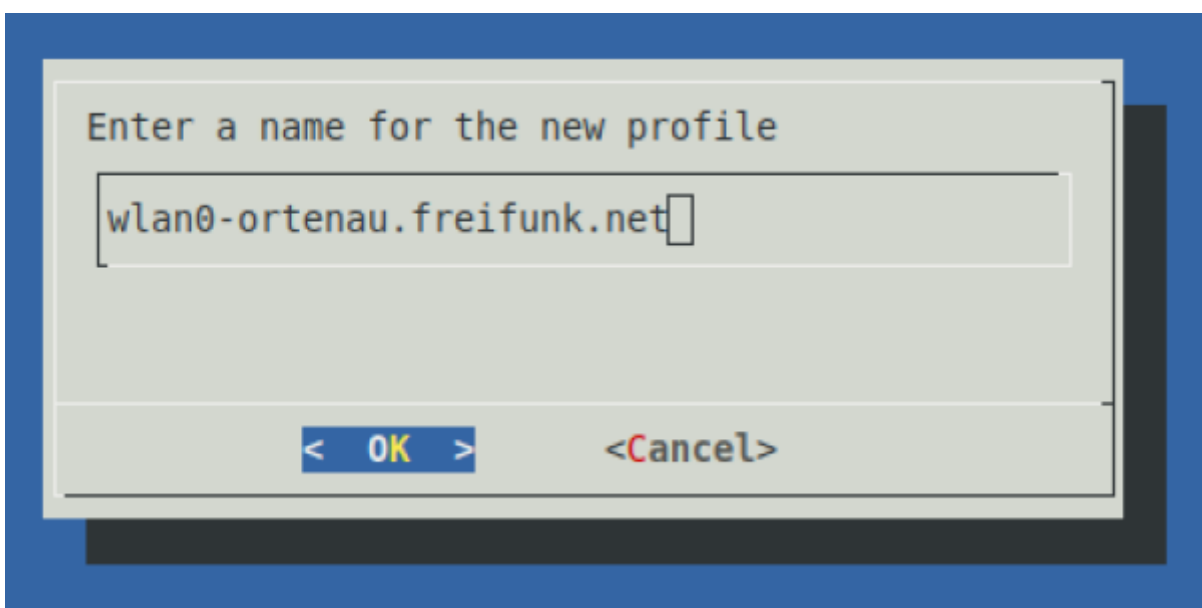 Enter a name for the new profile
wlan0-ortenau.freifunk.net
< OK > <Cancel>